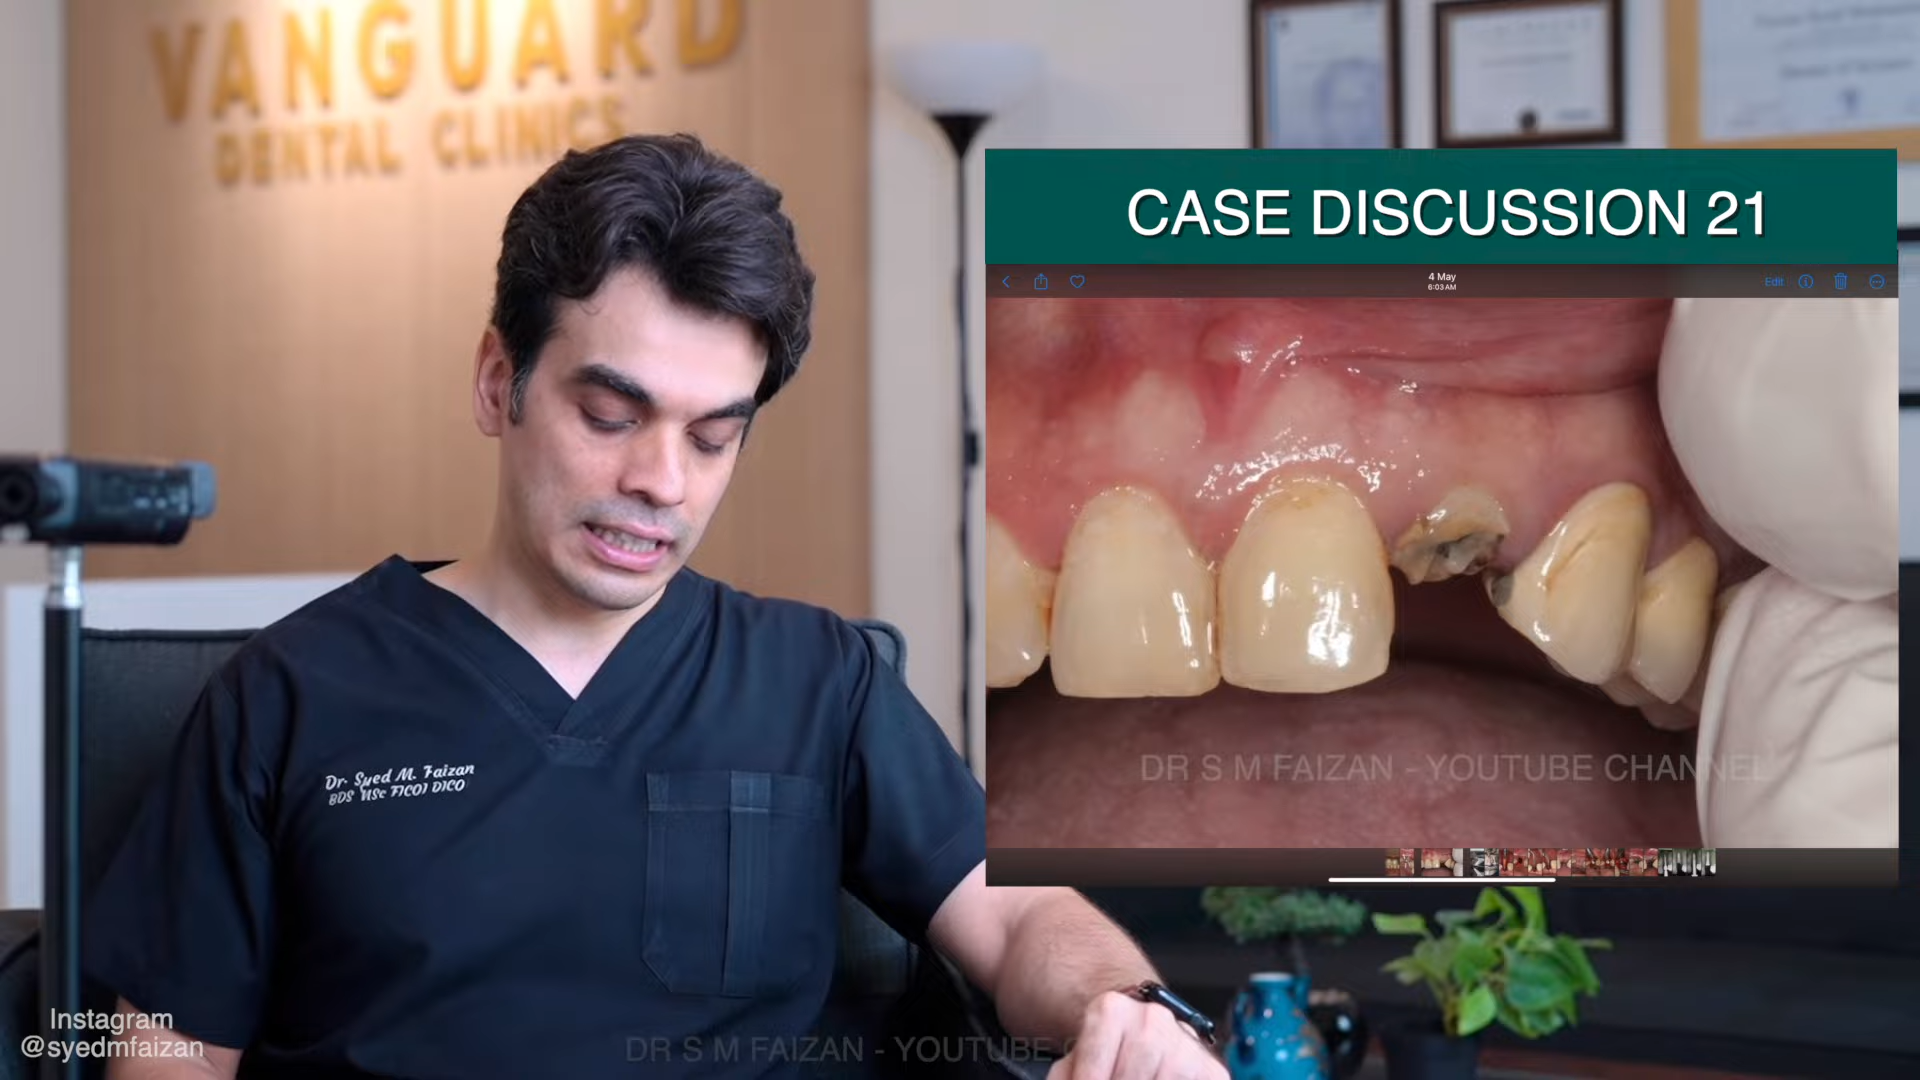 VANGUARD
DENTAL CLINICS
CASE DISCUSSION 21
4 May
6:03 AM
Edit
DR S M FAIZAN - YOUTUBE CHANNEL
Dr. Syed M. Faizan
BDS MSc FICOI DICO
Instagram
@syedmfaizan
DR S M FAIZAN - YOUTUBE